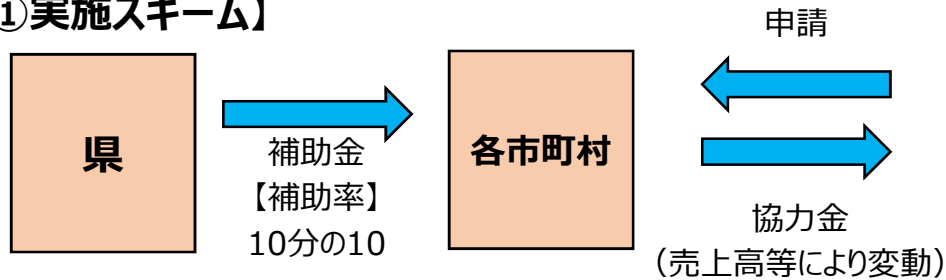 ①実施スキーム】
申請
県
補助金
【補助率】
10分の10
各市町村
協力金
（売上高等により変動）